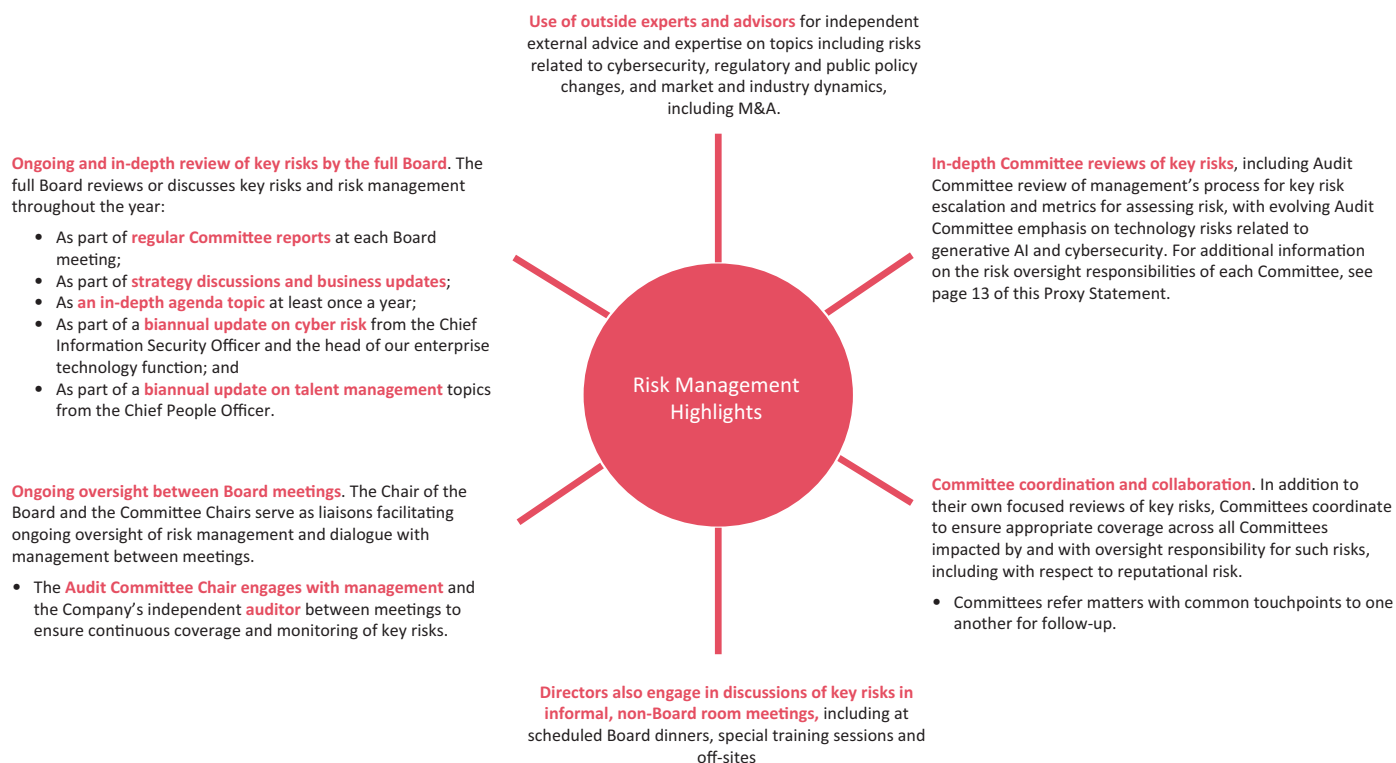 Use of outside experts and advisors for independent
external advice and expertise on topics including risks
related to cybersecurity, regulatory and public policy
changes, and market and industry dynamics,
including M&A.
Ongoing and in-depth review of key risks by the full Board. The
full Board reviews or discusses key risks and risk management
throughout the year:
• As part of regular Committee reports at each Board
meeting;
• As part of strategy discussions and business updates;
• As an in-depth agenda topic at least once a year;
• As part of a biannual update on cyber risk from the Chief
Information Security Officer and the head of our enterprise
technology function; and
• As part of a biannual update on talent management topics
from the Chief People Officer.
In-depth Committee reviews of key risks, including Audit
Committee review of management’s process for key risk
escalation and metrics for assessing risk, with evolving Audit
Committee emphasis on technology risks related to
generative AI and cybersecurity. For additional information
on the risk oversight responsibilities of each Committee, see
page 13 of this Proxy Statement.
Risk Management
Highlights
Ongoing oversight between Board meetings. The Chair of the
Board and the Committee Chairs serve as liaisons facilitating
ongoing oversight of risk management and dialogue with
management between meetings.
• The Audit Committee Chair engages with management and
the Company’s independent auditor between meetings to
ensure continuous coverage and monitoring of key risks.
Committee coordination and collaboration. In addition to
their own focused reviews of key risks, Committees coordinate
to ensure appropriate coverage across all Committees
impacted by and with oversight responsibility for such risks,
including with respect to reputational risk.
• Committees refer matters with common touchpoints to one
another for follow-up.
Directors also engage in discussions of key risks in
informal, non-Board room meetings, including at
scheduled Board dinners, special training sessions and
off-sites